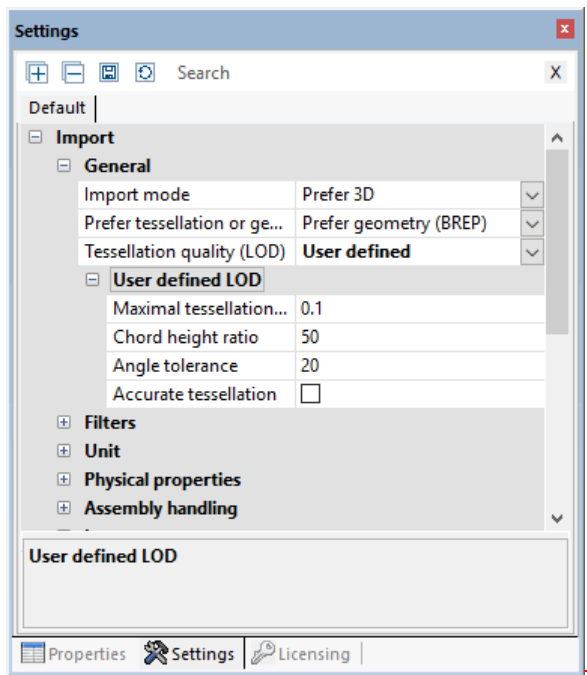 Settings x
Search X
Default
Import
General
Import mode Prefer 3D
Prefer tessellation or ge... Prefer geometry (BREP)
Tessellation quality (LOD) User defined
User defined LOD
Maximal tessellation... 0.1
Chord height ratio 50
Angle tolerance 20
Accurate tessellation
Filters
Unit
Physical properties
Assembly handling
User defined LOD
Properties Settings Licensing